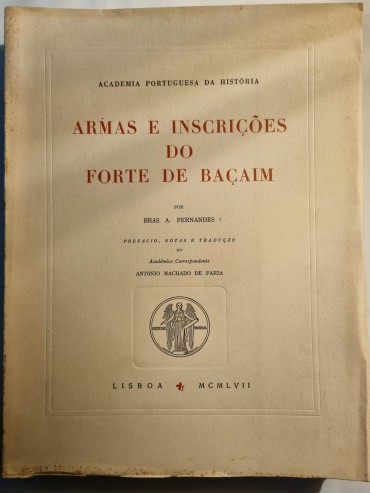 ACADEMIA PORTUGUESA DA HISTÓRIA
ARMAS E INSCRIÇÕES
DO
FORTE DE BAÇAIM
POR
BRAS A. FERNANDES
PREFÁCIO, NOTAS E TRADUÇÃO
DO
Académico Correspondente
ANTONIO MACHADO DE FARIA
LISBOA MCMLVII